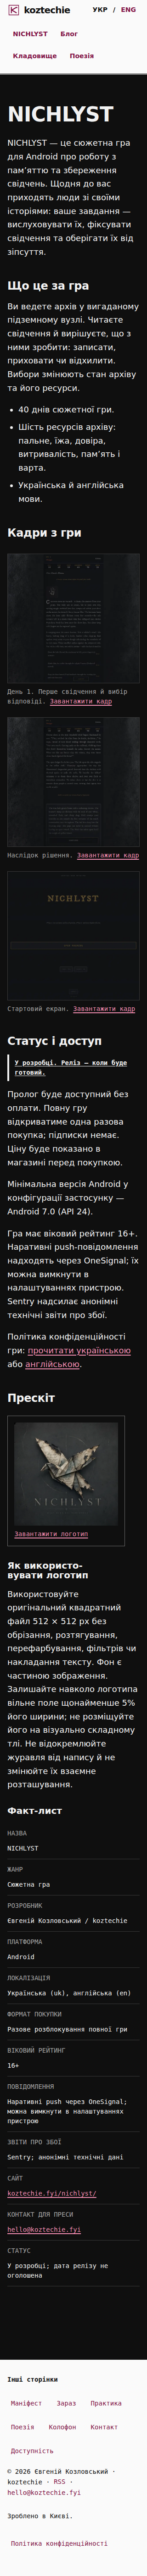 koztechie
УКР / ENG
NICHLYST Блог
Кладовище Поезія
NICHLYST
NICHLYST — це сюжетна гра
для Android про роботу з
пам’яттю та збереження
свідчень. Щодня до вас
приходять люди зі своїми
історіями: ваше завдання —
вислуховувати їх, фіксувати
свідчення та оберігати їх від
зіпсуття.
Що це за гра
Ви ведете архів у вигаданому
підземному вузлі. Читаєте
свідчення й вирішуєте, що з
ними зробити: записати,
приховати чи відхилити.
Вибори змінюють стан архіву
та його ресурси.
• 40 днів сюжетної гри.
• Шість ресурсів архіву:
пальне, їжа, довіра,
витривалість, пам’ять і
варта.
• Українська й англійська
мови.
Кадри з гри
День 1. Перше свідчення й вибір
відповіді. Завантажити кадр
Наслідок рішення. Завантажити кадр
NICHLYST
Стартовий екран. Завантажити кадр
Статус і доступ
У розробці. Реліз — коли буде
готовий.
Пролог буде доступний без
оплати. Повну гру
відкриватиме одна разова
покупка; підписки немає.
Ціну буде показано в
магазині перед покупкою.
Мінімальна версія Android у
конфігурації застосунку —
Android 7.0 (API 24).
Гра має віковий рейтинг 16+.
Наративні push-повідомлення
надходять через OneSignal; їх
можна вимкнути в
налаштуваннях пристрою.
Sentry надсилає анонімні
технічні звіти про збої.
Політика конфіденційності
гри: прочитати українською
або англійською.
Прескіт
NICHLYST
Завантажити логотип
Як використо-
вувати логотип
Використовуйте
оригінальний квадратний
файл 512 × 512 px без
обрізання, розтягування,
перефарбування, фільтрів чи
накладання тексту. Фон є
частиною зображення.
Залишайте навколо логотипа
вільне поле щонайменше 5%
його ширини; не розміщуйте
його на візуально складному
тлі. Не відокремлюйте
журавля від напису й не
змінюйте їх взаємне
розташування.
Факт-лист
НАЗВА
NICHLYST
ЖАНР
Сюжетна гра
РОЗРОБНИК
Євгеній Козловський / koztechie
ПЛАТФОРМА
Android
ЛОКАЛІЗАЦІЯ
Українська (uk), англійська (en)
ФОРМАТ ПОКУПКИ
Разове розблокування повної гри
ВІКОВИЙ РЕЙТИНГ
16+
ПОВІДОМЛЕННЯ
Наративні push через OneSignal;
можна вимкнути в налаштуваннях
пристрою
ЗВІТИ ПРО ЗБОЇ
Sentry; анонімні технічні дані
САЙТ
koztechie.fyi/nichlyst/
КОНТАКТ ДЛЯ ПРЕСИ
hello@koztechie.fyi
СТАТУС
У розробці; дата релізу не
оголошена
Інші сторінки
Маніфест Зараз Практика
Поезія Колофон Контакт
Доступність
© 2026 Євгеній Козловський ·
koztechie · RSS ·
hello@koztechie.fyi
Зроблено в Києві.
Політика конфіденційності